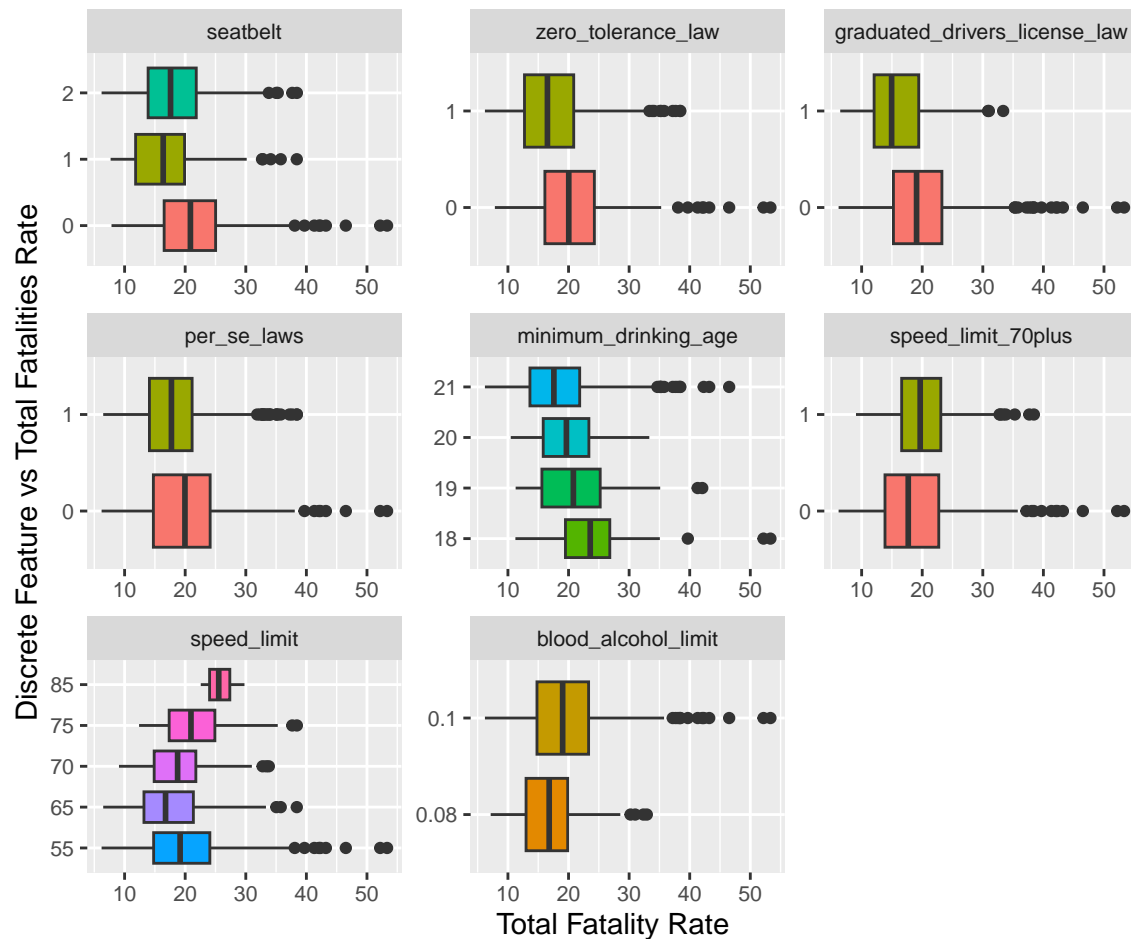 seatbelt
zero_tolerance_law
graduated_drivers_license_law
2
1
0
10 20 30 40 50
1
0
10 20 30 40 50
1
0
10 20 30 40 50
per_se_laws
minimum_drinking_age
speed_limit_70plus
1
0
10 20 30 40 50
21
20
19
18
10 20 30 40 50
1
0
10 20 30 40 50
speed_limit
blood_alcohol_limit
85
75
70
65
55
10 20 30 40 50
0.1
0.08
10 20 30 40 50
Total Fatality Rate
Discrete Feature vs Total Fatalities Rate